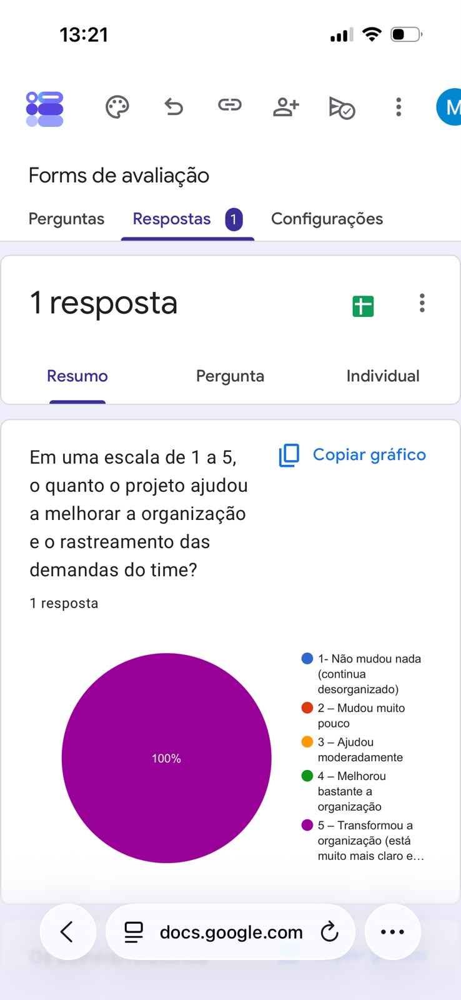 13:21
M
Forms de avaliação
Perguntas Respostas 1 Configurações
1 resposta
Resumo Pergunta Individual
Em uma escala de 1 a 5,
o quanto o projeto ajudou
a melhorar a organização
e o rastreamento das
demandas do time?
Copiar gráfico
1 resposta
100%
1- Não mudou nada
(continua
desorganizado)
2 – Mudou muito
pouco
3 – Ajudou
moderadamente
4 – Melhorou
bastante a
organização
5 – Transformou a
organização (está
muito mais claro e…
docs.google.com